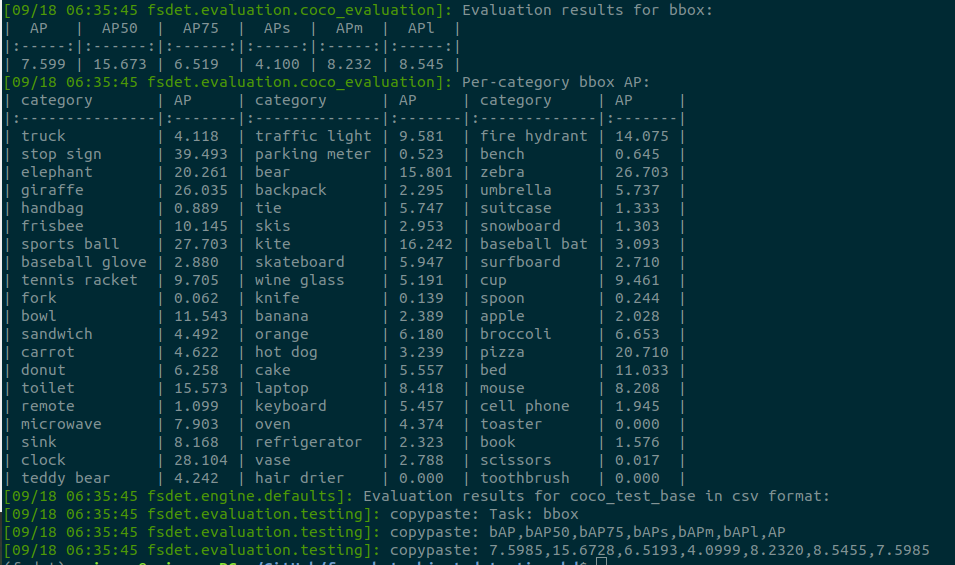 [09/18 06:35:45 fsdet.evaluation.coco_evaluation]: Evaluation results for bbox:
| AP | AP50 | AP75 | APs | APm | APl |
|:-----:|:------:|:------:|:-----:|:-----:|:-----:|
| 7.599 | 15.673 | 6.519 | 4.100 | 8.232 | 8.545 |
[09/18 06:35:45 fsdet.evaluation.coco_evaluation]: Per-category bbox AP:
| category | AP | category | AP | category | AP |
|:---------------|:-------|:--------------|:-------|:-------------|:-------|
| truck | 4.118 | traffic light | 9.581 | fire hydrant | 14.075 |
| stop sign | 39.493 | parking meter | 0.523 | bench | 0.645 |
| elephant | 20.261 | bear | 15.801 | zebra | 26.703 |
| giraffe | 26.035 | backpack | 2.295 | umbrella | 5.737 |
| handbag | 0.889 | tie | 5.747 | suitcase | 1.333 |
| frisbee | 10.145 | skis | 2.953 | snowboard | 1.303 |
| sports ball | 27.703 | kite | 16.242 | baseball bat | 3.093 |
| baseball glove | 2.880 | skateboard | 5.947 | surfboard | 2.710 |
| tennis racket | 9.705 | wine glass | 5.191 | cup | 9.461 |
| fork | 0.062 | knife | 0.139 | spoon | 0.244 |
| bowl | 11.543 | banana | 2.389 | apple | 2.028 |
| sandwich | 4.492 | orange | 6.180 | broccoli | 6.653 |
| carrot | 4.622 | hot dog | 3.239 | pizza | 20.710 |
| donut | 6.258 | cake | 5.557 | bed | 11.033 |
| toilet | 15.573 | laptop | 8.418 | mouse | 8.208 |
| remote | 1.099 | keyboard | 5.457 | cell phone | 1.945 |
| microwave | 7.903 | oven | 4.374 | toaster | 0.000 |
| sink | 8.168 | refrigerator | 2.323 | book | 1.576 |
| clock | 28.104 | vase | 2.788 | scissors | 0.017 |
| teddy bear | 4.242 | hair drier | 0.000 | toothbrush | 0.000 |
[09/18 06:35:45 fsdet.engine.defaults]: Evaluation results for coco_test_base in csv format:
[09/18 06:35:45 fsdet.evaluation.testing]: copypaste: Task: bbox
[09/18 06:35:45 fsdet.evaluation.testing]: copypaste: bAP,bAP50,bAP75,bAPs,bAPm,bAPl,AP
[09/18 06:35:45 fsdet.evaluation.testing]: copypaste: 7.5985,15.6728,6.5193,4.0999,8.2320,8.5455,7.5985